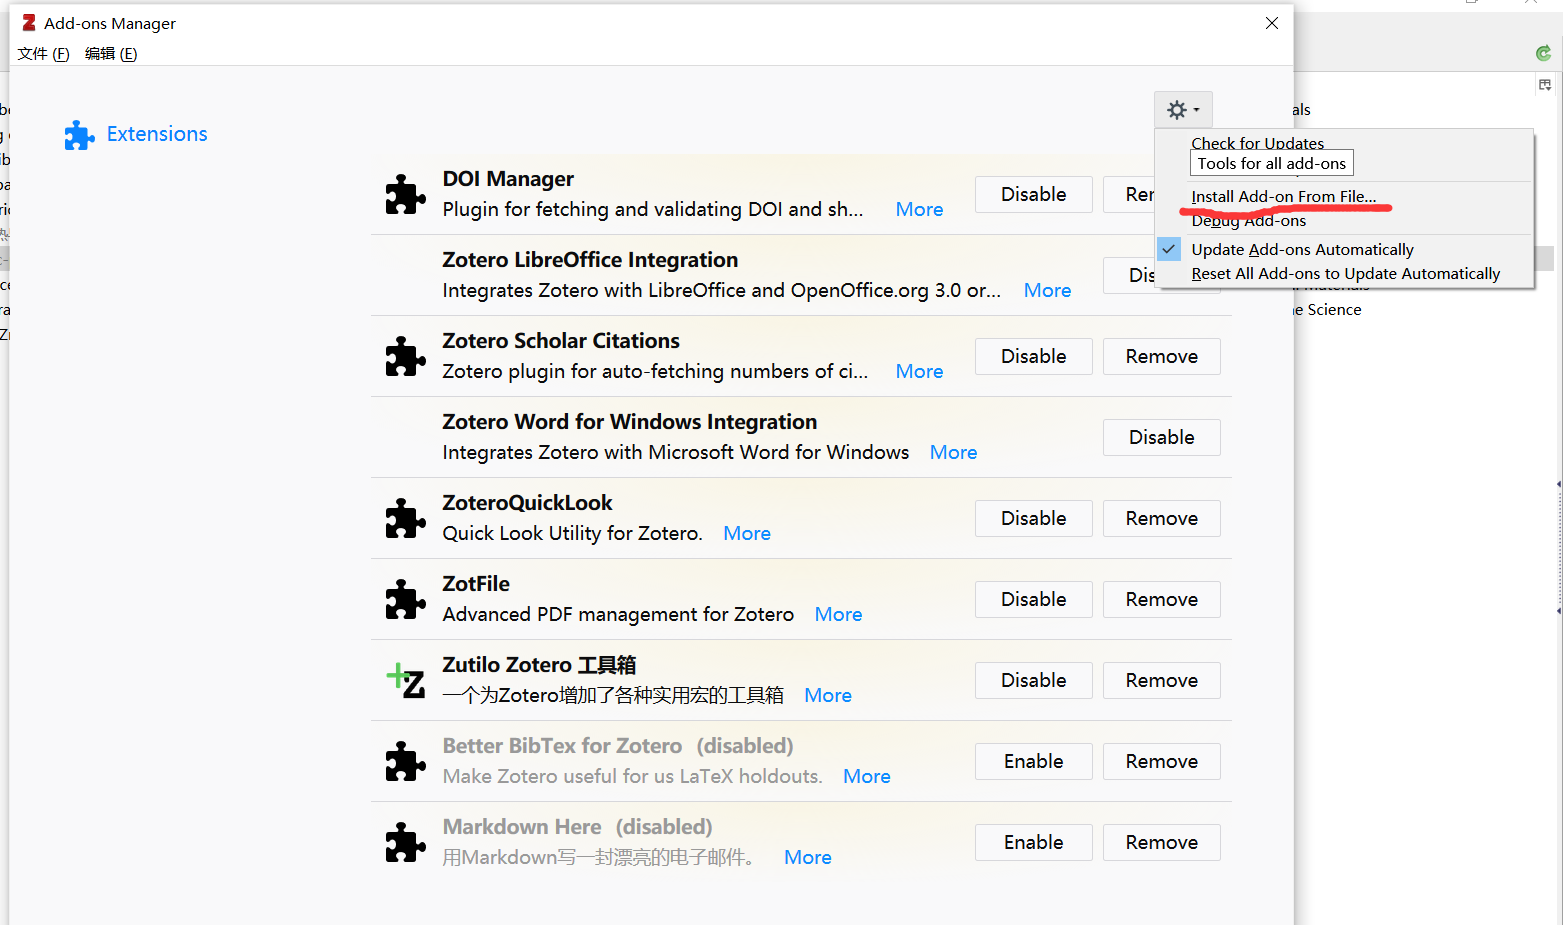 Add-ons Manager
文件 (F) 编辑 (E)
Extensions
Check for Updates
Tools for all add-ons
Install Add-on From File...
Debug Add-ons
Update Add-ons Automatically
Reset All Add-ons to Update Automatically
DOI Manager
Plugin for fetching and validating DOI and sh... More
Disable Rem
Zotero LibreOffice Integration
Integrates Zotero with LibreOffice and OpenOffice.org 3.0 or... More
Dis
Zotero Scholar Citations
Zotero plugin for auto-fetching numbers of ci... More
Disable Remove
Zotero Word for Windows Integration
Integrates Zotero with Microsoft Word for Windows More
Disable
ZoteroQuickLook
Quick Look Utility for Zotero. More
Disable Remove
ZotFile
Advanced PDF management for Zotero More
Disable Remove
Zutilo Zotero 工具箱
一个为Zotero增加了各种实用宏的工具箱 More
Disable Remove
Better BibTex for Zotero (disabled)
Make Zotero useful for us LaTeX holdouts. More
Enable Remove
Markdown Here (disabled)
用Markdown写一封漂亮的电子邮件。 More
Enable Remove
als
e Science